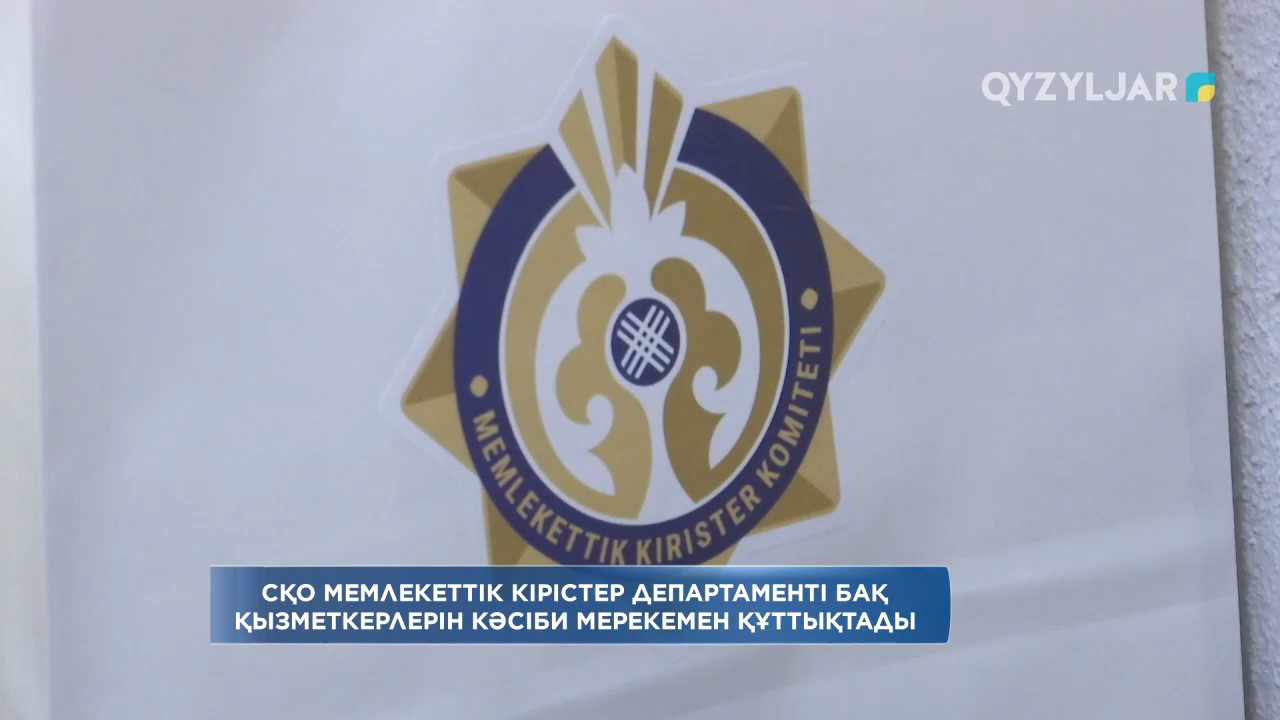 QYZYLJAR
MEMLEKETTIK KIRISTER KOMITETI
СҚО МЕМЛЕКЕТТІК КІРІСТЕР ДЕПАРТАМЕНТІ БАҚ
ҚЫЗМЕТКЕРЛЕРІН КӘСІБИ МЕРЕКЕМЕН ҚҰТТЫҚТАДЫ